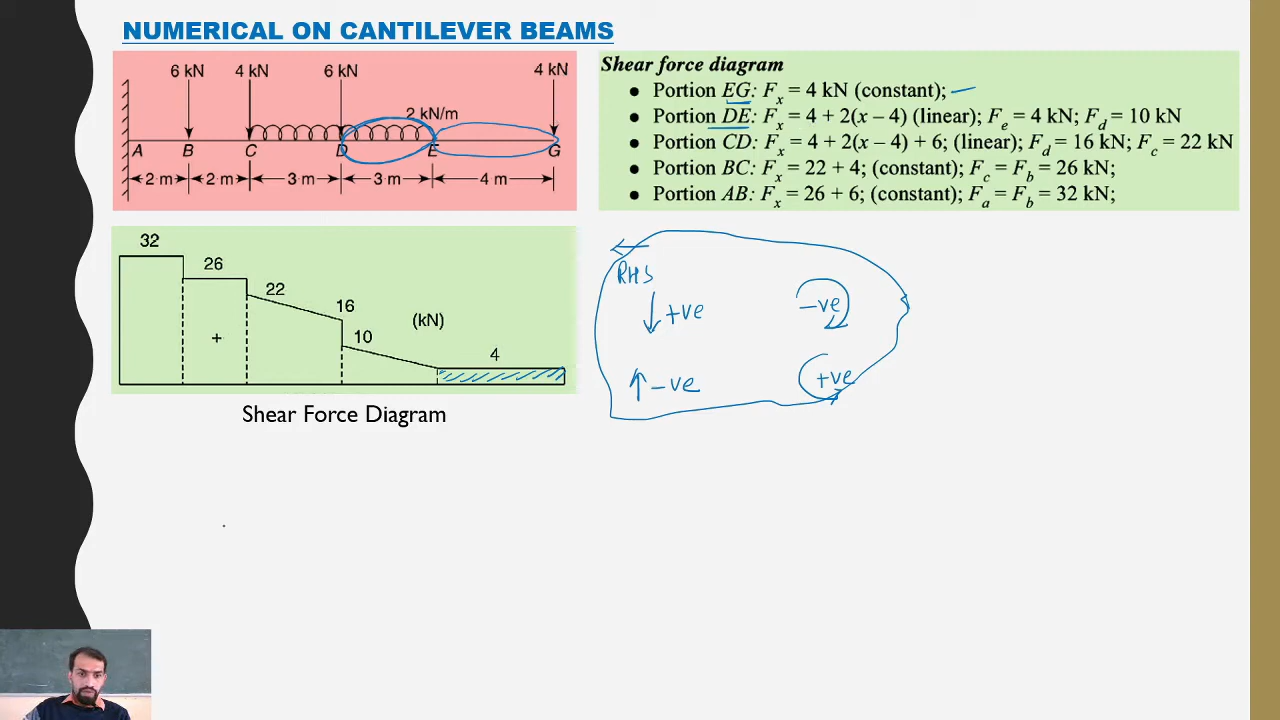 NUMERICAL ON CANTILEVER BEAMS
6 kN 4 kN 6 kN 4 kN
2 kN/m
A B C D E G
2 m 2 m 3 m 3 m 4 m
Shear force diagram
• Portion EG: Fx = 4 kN (constant);
• Portion DE: Fx = 4 + 2(x – 4) (linear); Fe = 4 kN; Fd = 10 kN
• Portion CD: Fx = 4 + 2(x – 4) + 6; (linear); Fd = 16 kN; Fc = 22 kN
• Portion BC: Fx = 22 + 4; (constant); Fc = Fb = 26 kN;
• Portion AB: Fx = 26 + 6; (constant); Fa = Fb = 32 kN;
32
26
22
16
10
4
(kN)
+
Shear Force Diagram
RHS
↓ +ve
–ve
↑ –ve
+ve